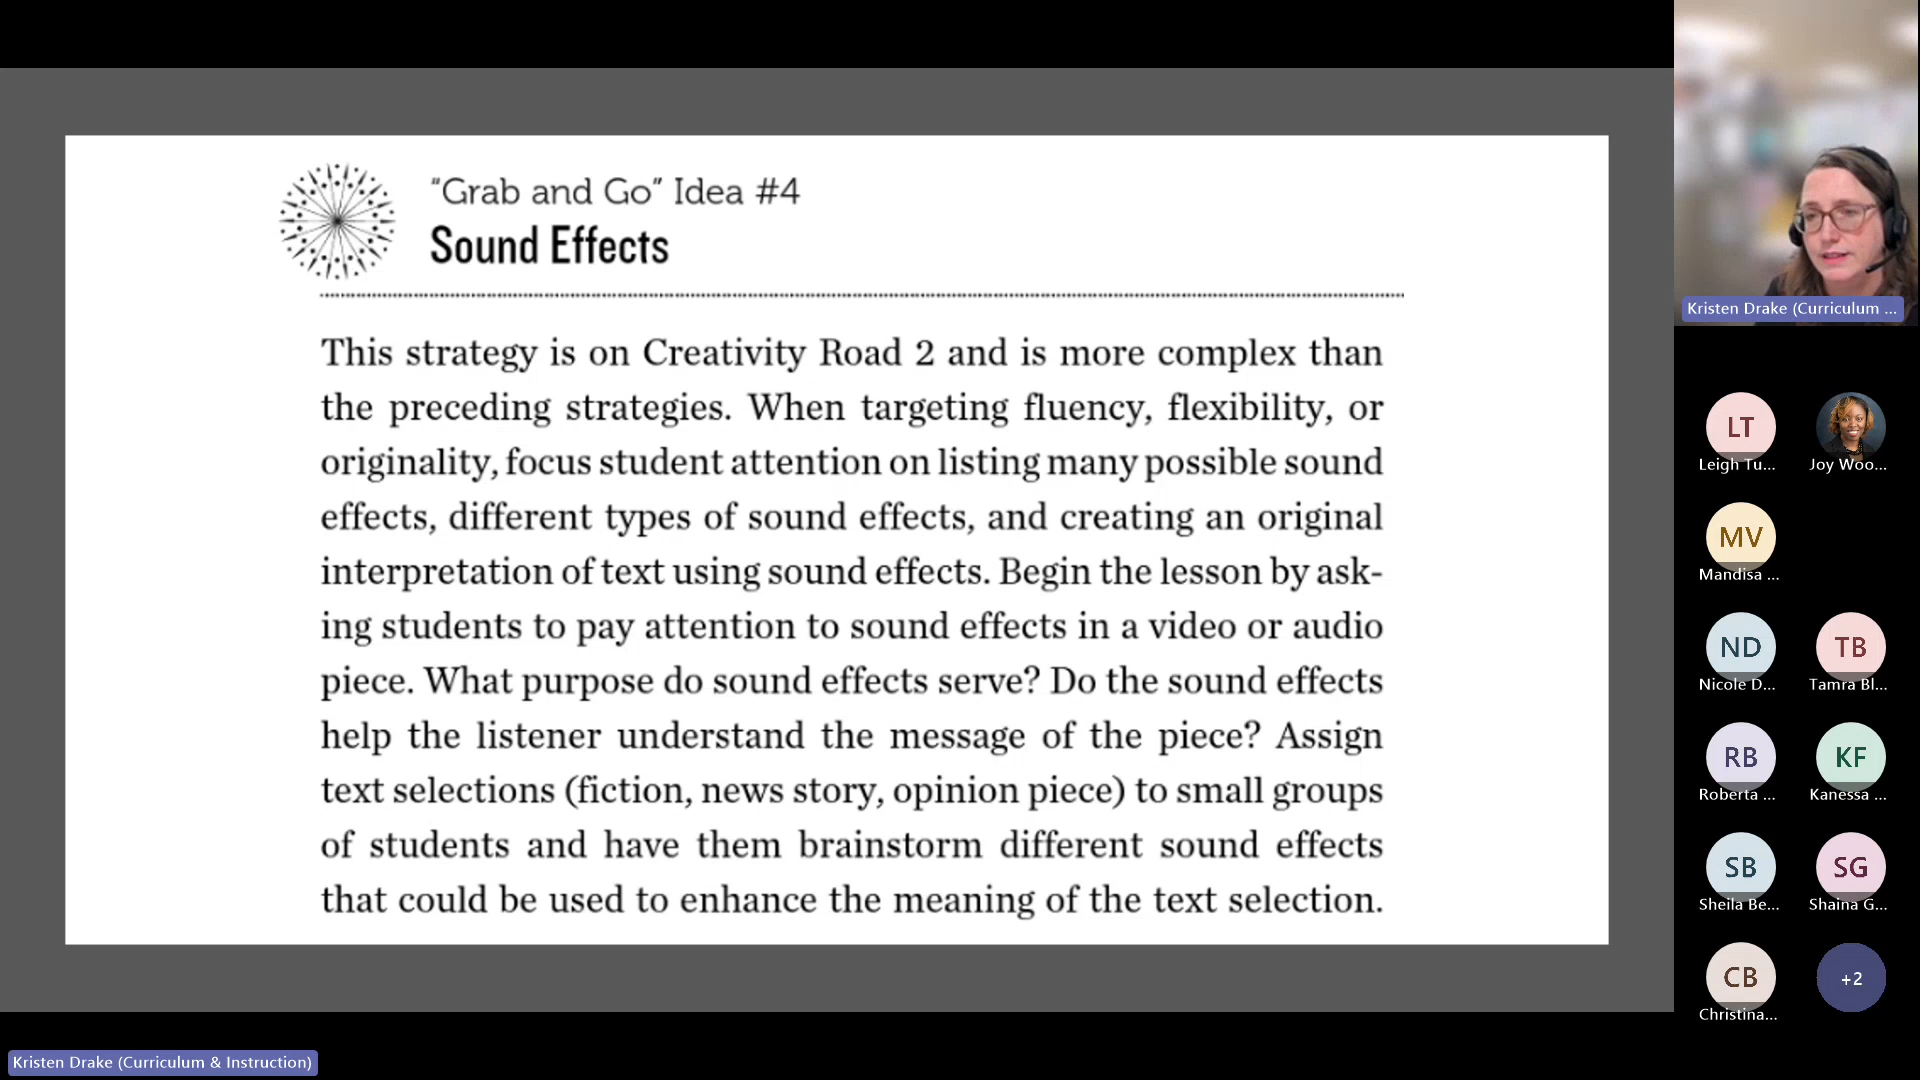 "Grab and Go" Idea #4
Sound Effects
This strategy is on Creativity Road 2 and is more complex than
the preceding strategies. When targeting fluency, flexibility, or
originality, focus student attention on listing many possible sound
effects, different types of sound effects, and creating an original
interpretation of text using sound effects. Begin the lesson by ask-
ing students to pay attention to sound effects in a video or audio
piece. What purpose do sound effects serve? Do the sound effects
help the listener understand the message of the piece? Assign
text selections (fiction, news story, opinion piece) to small groups
of students and have them brainstorm different sound effects
that could be used to enhance the meaning of the text selection.
Kristen Drake (Curriculum ...
LT
Leigh Tu...
Joy Woo...
MV
Mandisa ...
ND
Nicole D...
TB
Tamra Bl...
RB
Roberta ...
KF
Kanessa ...
SB
Sheila Be...
SG
Shaina G...
CB
Christina...
+2
Kristen Drake (Curriculum & Instruction)